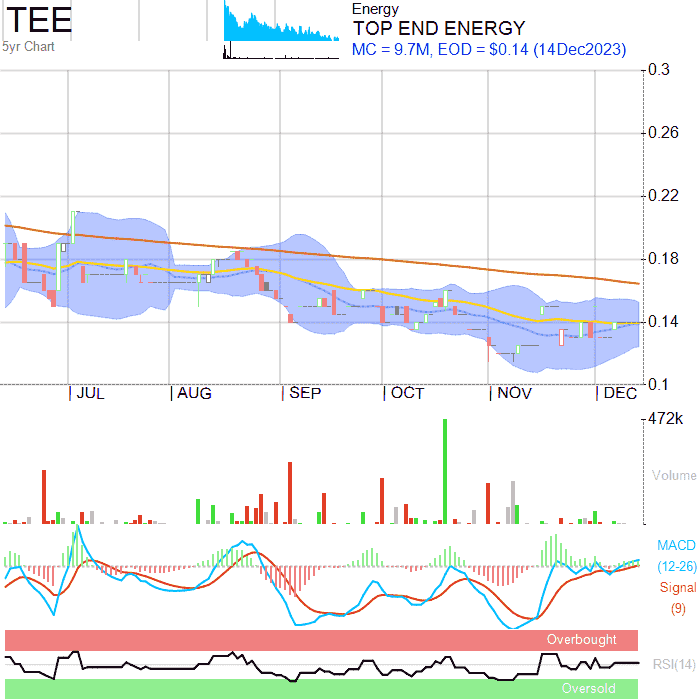 TEE
5yr Chart
Energy
TOP END ENERGY
MC = 9.7M, EOD = $0.14 (14Dec2023)
0.3
0.26
0.22
0.18
0.14
0.1
JUL AUG SEP OCT NOV DEC
472k
Volume
MACD
(12-26)
Signal
(9)
Overbought
RSI(14)
Oversold